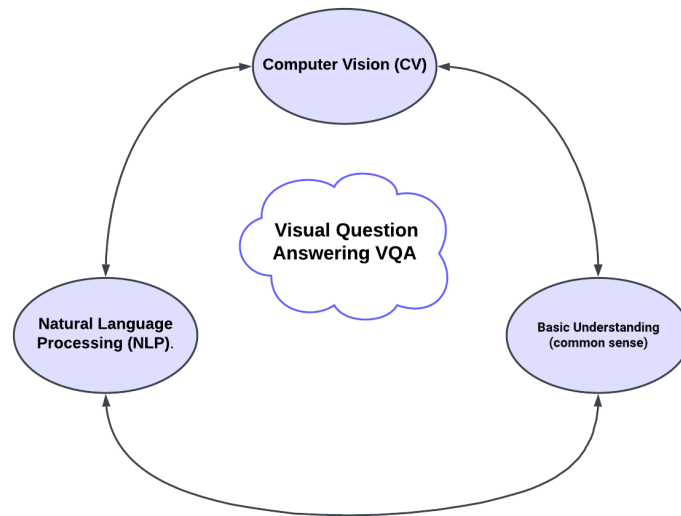 Computer Vision (CV)
Visual Question
Answering VQA
Natural Language
Processing (NLP).
Basic Understanding
(common sense)